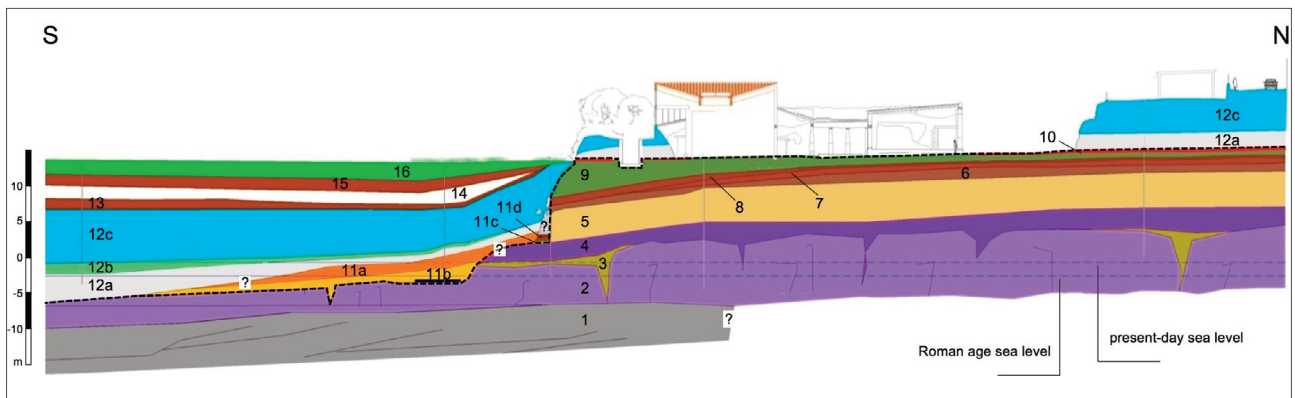 S
N
12c
10
12a
16
15
14
9
6
13
8
7
11d
?
11c
5
12c
?
4
12b
3
11a
11b
12a
?
2
1
?
10
5
0
-5
-10
m
Roman age sea level
present-day sea level